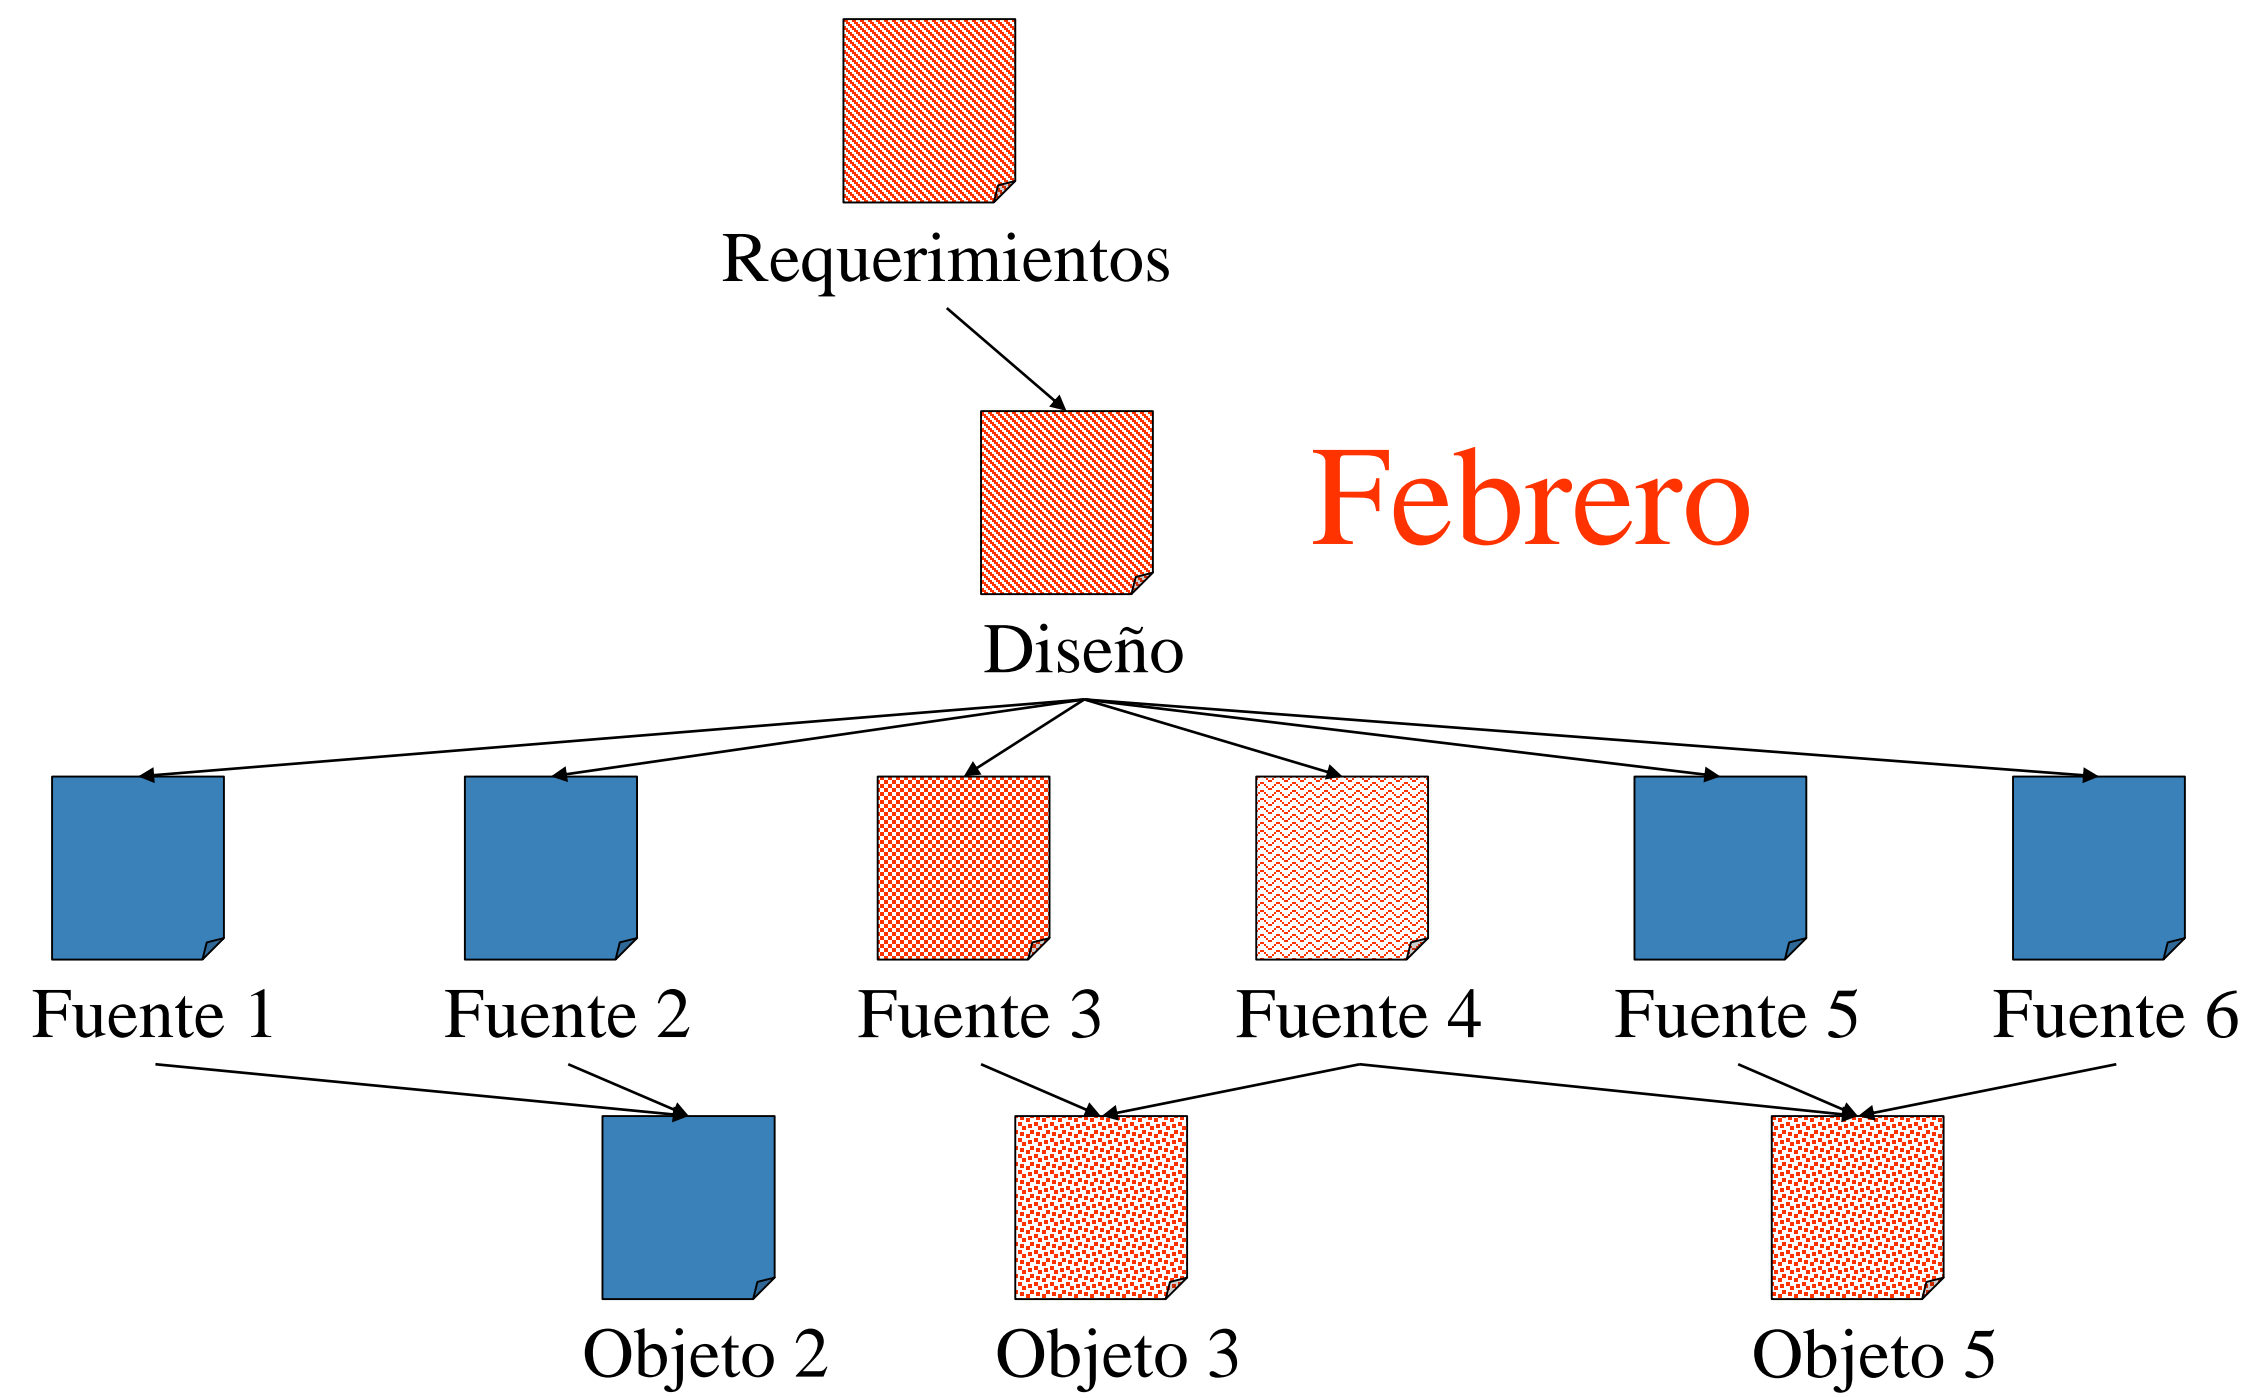 Requerimientos
Febrero
Diseño
Fuente 1
Fuente 2
Fuente 3
Fuente 4
Fuente 5
Fuente 6
Objeto 2
Objeto 3
Objeto 5